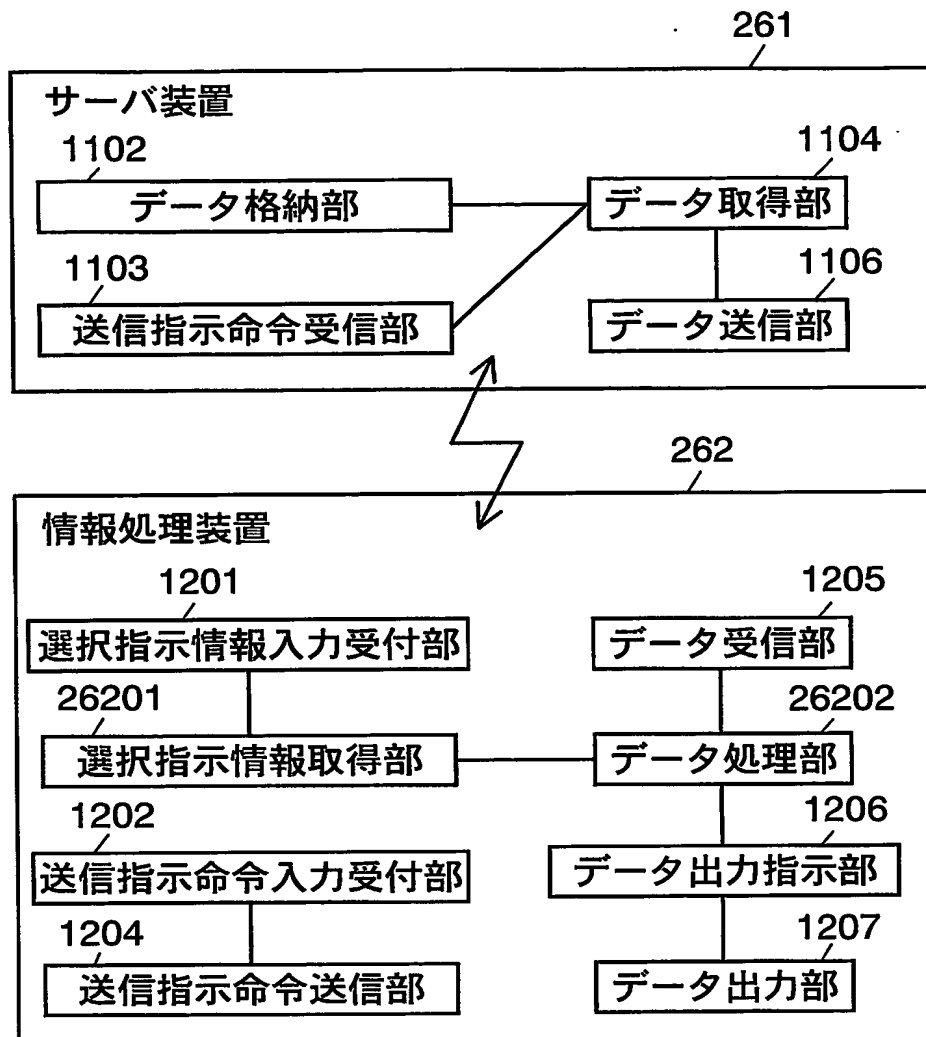 261
サーバ装置
1102
データ格納部
1104
データ取得部
1103
送信指示命令受信部
1106
データ送信部
262
情報処理装置
1201
選択指示情報入力受付部
1205
データ受信部
26201
選択指示情報取得部
26202
データ処理部
1202
送信指示命令入力受付部
1206
データ出力指示部
1204
送信指示命令送信部
1207
データ出力部